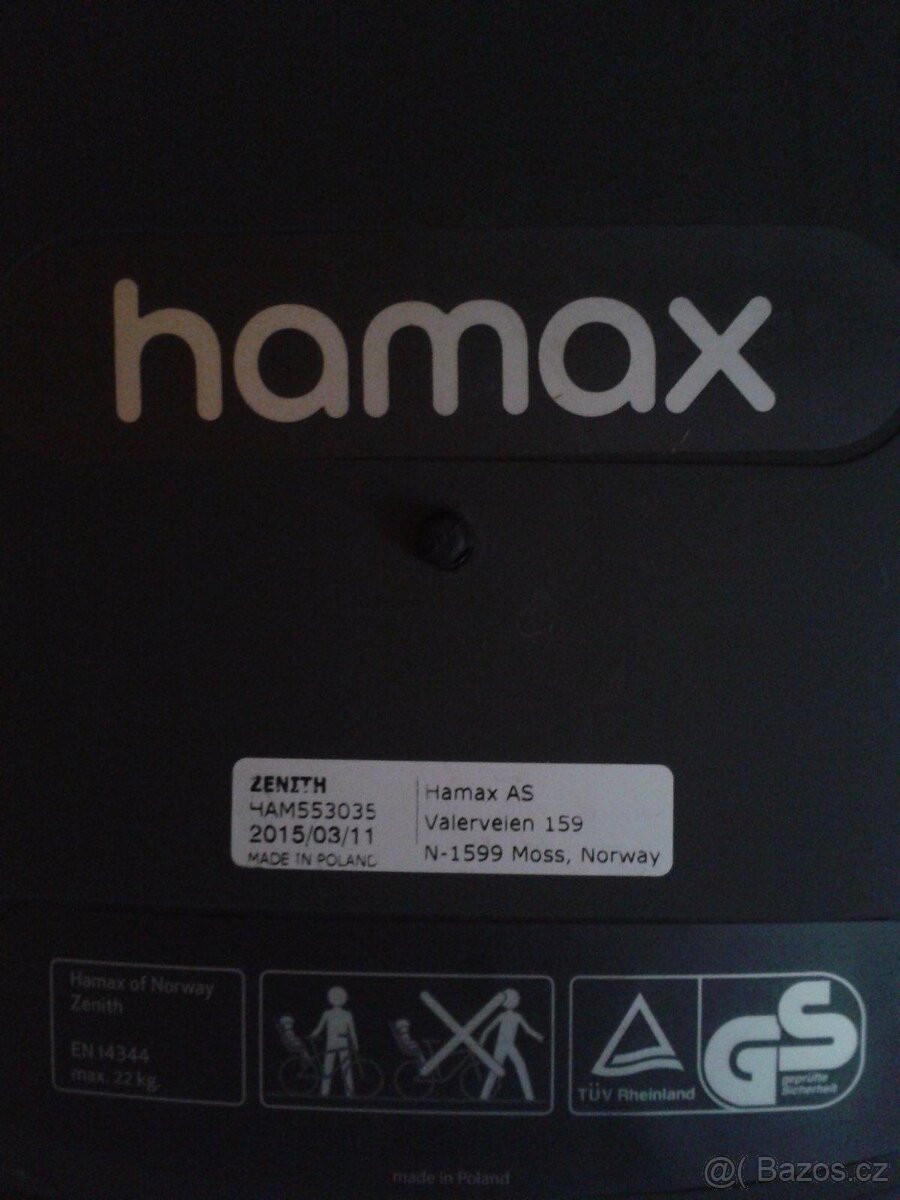 hamax
ZENITH
HAM553035
2015/03/11
MADE IN POLAND
Hamax AS
Valerveien 159
N-1599 Moss, Norway
Hamax of Norway
Zenith
EN 14344
max. 22 kg.
TÜV Rheinland
GS
geprüfte
Sicherheit
made in Poland
@( Bazos.cz